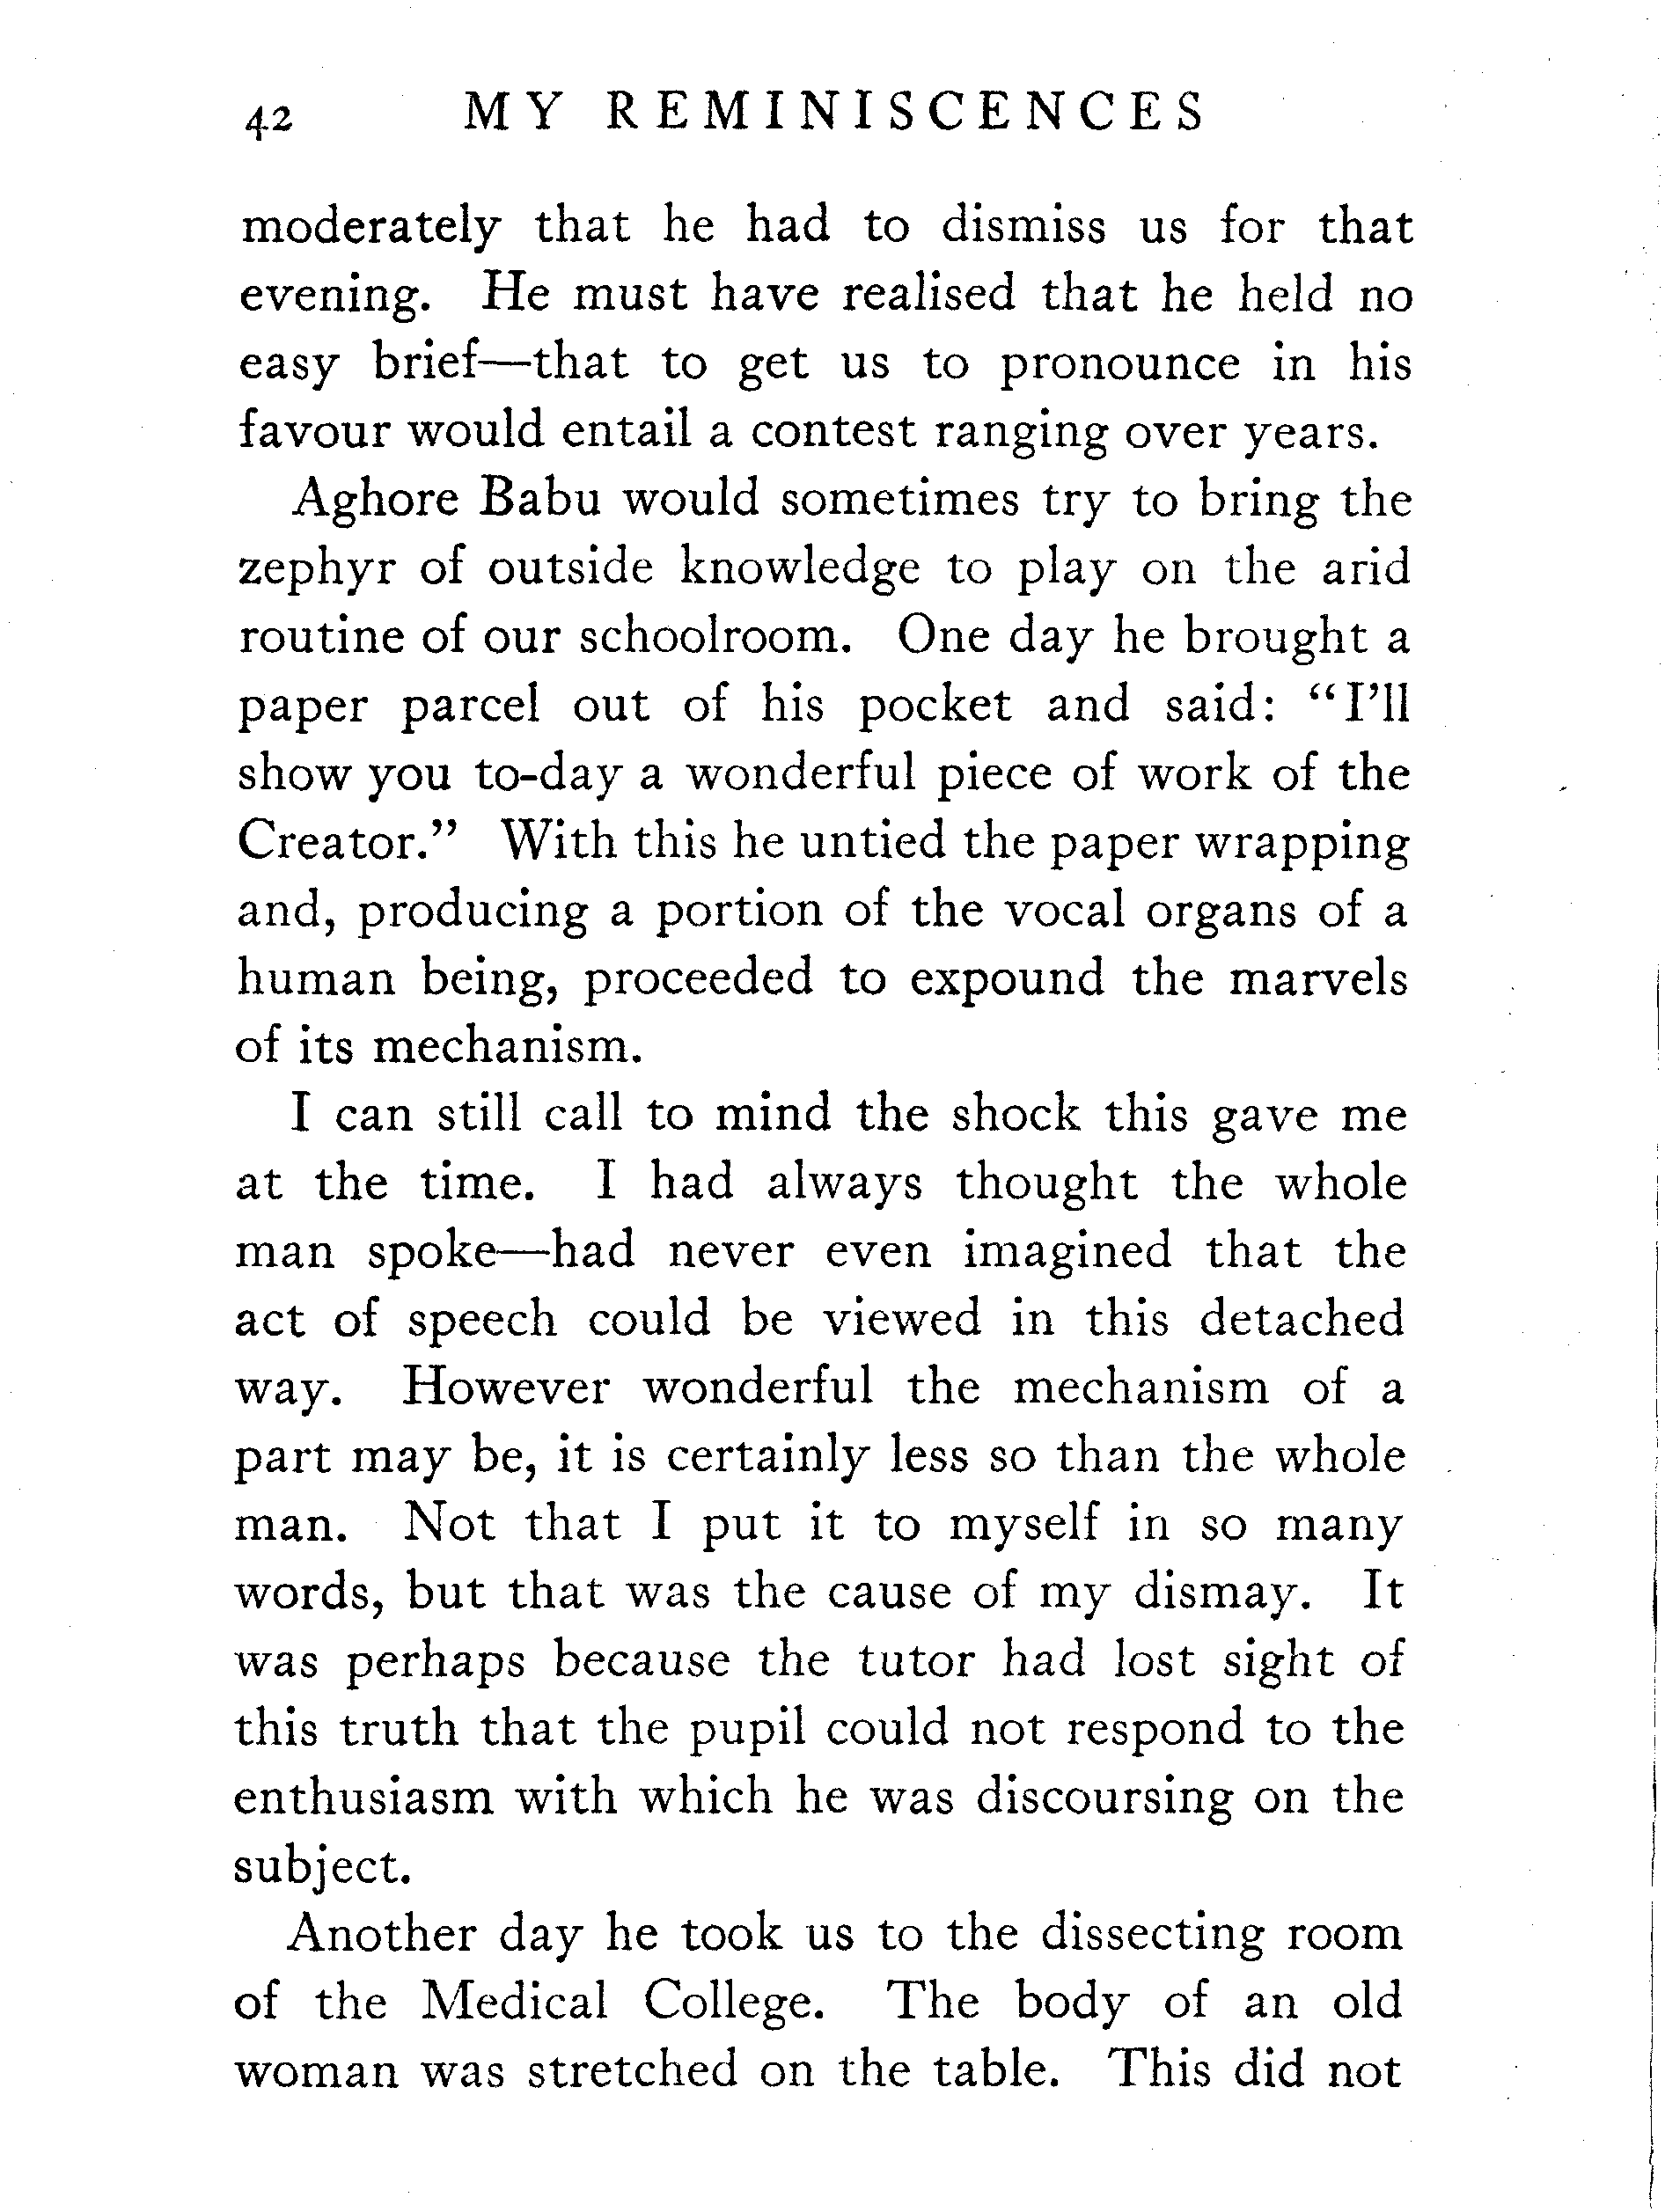 42 MY REMINISCENCES
moderately that he had to dismiss us for that
evening. He must have realised that he held no
easy brief—that to get us to pronounce in his
favour would entail a contest ranging over years.
Aghore Babu would sometimes try to bring the
zephyr of outside knowledge to play on the arid
routine of our schoolroom. One day he brought a
paper parcel out of his pocket and said: “I’ll
show you to-day a wonderful piece of work of the
Creator.” With this he untied the paper wrapping
and, producing a portion of the vocal organs of a
human being, proceeded to expound the marvels
of its mechanism.
I can still call to mind the shock this gave me
at the time. I had always thought the whole
man spoke—had never even imagined that the
act of speech could be viewed in this detached
way. However wonderful the mechanism of a
part may be, it is certainly less so than the whole
man. Not that I put it to myself in so many
words, but that was the cause of my dismay. It
was perhaps because the tutor had lost sight of
this truth that the pupil could not respond to the
enthusiasm with which he was discoursing on the
subject.
Another day he took us to the dissecting room
of the Medical College. The body of an old
woman was stretched on the table. This did not